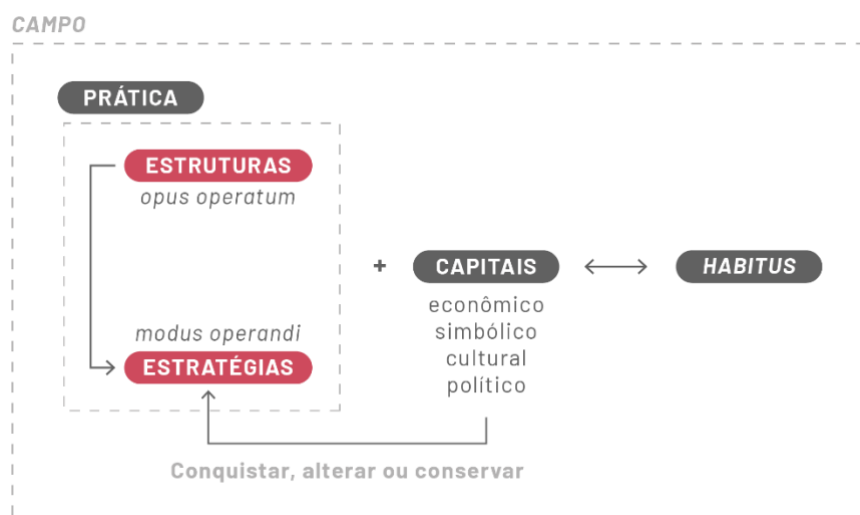 CAMPO
PRÁTICA
ESTRUTURAS
opus operatum
modus operandi
ESTRATÉGIAS
+
CAPITAIS
econômico
simbólico
cultural
político
HABITUS
Conquistar, alterar ou conservar